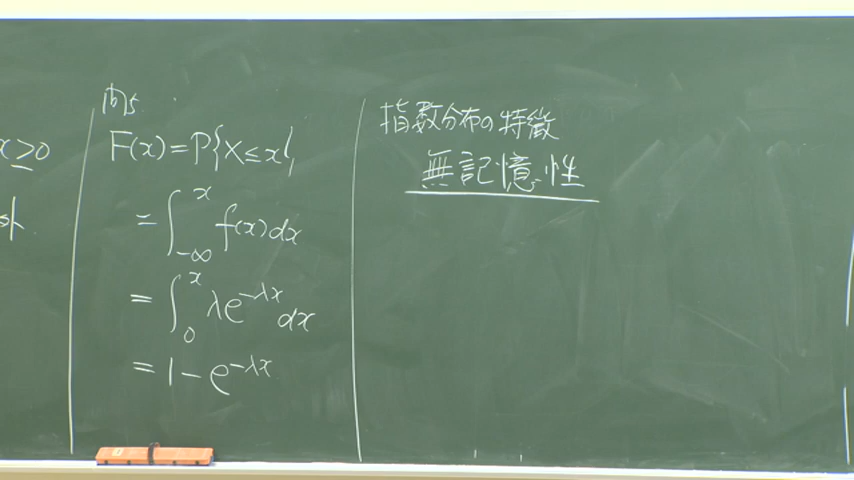 x≥0
問5
F(x)=P{X≤x}
=∫_{-∞}^{x} f(x)dx
=∫_{0}^{x} λe^{-λx}dx
=1-e^{-λx}
指数分布の特徴
無記憶性